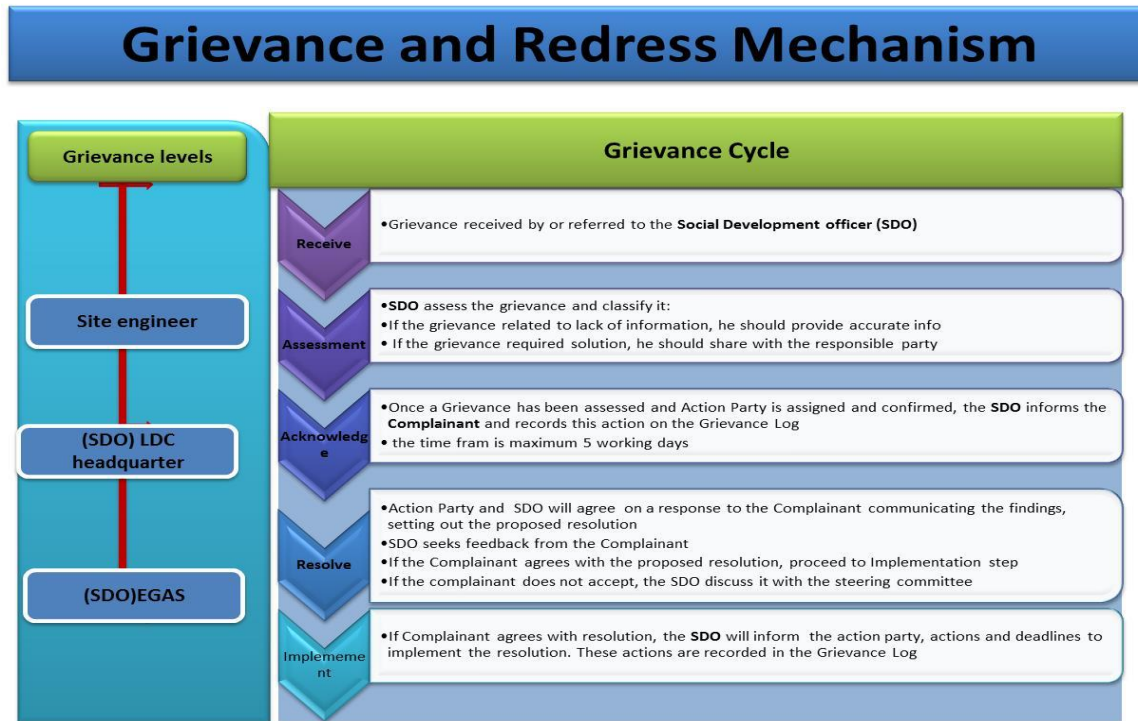 Grievance and Redress Mechanism
Grievance levels
Site engineer
(SDO) LDC
headquarter
(SDO)EGAS
Grievance Cycle
Receive
•Grievance received by or referred to the Social Development officer (SDO)
Assessment
•SDO assess the grievance and classify it:
•If the grievance related to lack of information, he should provide accurate info
• If the grievance required solution, he should share with the responsible party
Acknowledg
e
•Once a Grievance has been assessed and Action Party is assigned and confirmed, the SDO informs the
Complainant and records this action on the Grievance Log
• the time fram is maximum 5 working days
Resolve
•Action Party and SDO will agree on a response to the Complainant communicating the findings,
setting out the proposed resolution
•SDO seeks feedback from the Complainant
•If the Complainant agrees with the proposed resolution, proceed to Implementation step
•If the complainant does not accept, the SDO discuss it with the steering committee
Implememe
nt
•If Complainant agrees with resolution, the SDO will inform the action party, actions and deadlines to
implement the resolution. These actions are recorded in the Grievance Log